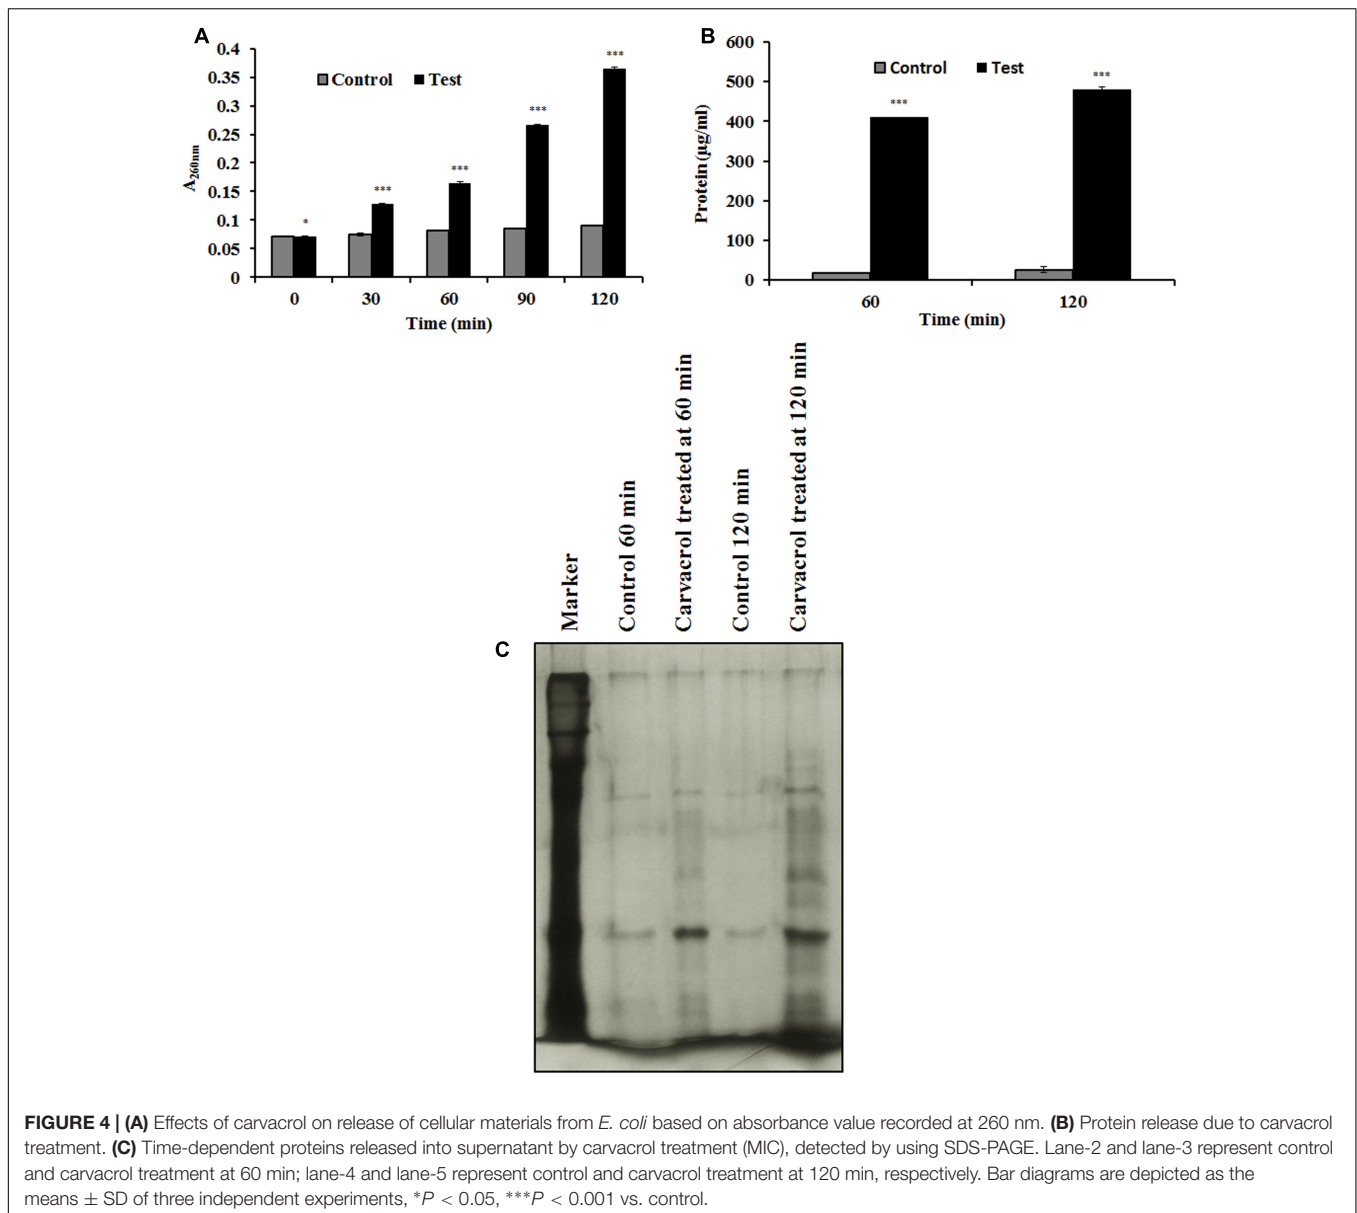 A
0.4
0.35
0.3
0.25
0.2
0.15
0.1
0.05
0
A260nm
Control Test
*
***
***
***
***
0 30 60 90 120
Time (min)
B
600
500
400
300
200
100
0
Protein (µg/ml)
Control Test
***
***
60 120
Time (min)
C
Marker
Control 60 min
Carvacrol treated at 60 min
Control 120 min
Carvacrol treated at 120 min
FIGURE 4 | (A) Effects of carvacrol on release of cellular materials from E. coli based on absorbance value recorded at 260 nm. (B) Protein release due to carvacrol
treatment. (C) Time-dependent proteins released into supernatant by carvacrol treatment (MIC), detected by using SDS-PAGE. Lane-2 and lane-3 represent control
and carvacrol treatment at 60 min; lane-4 and lane-5 represent control and carvacrol treatment at 120 min, respectively. Bar diagrams are depicted as the
means ± SD of three independent experiments, *P < 0.05, ***P < 0.001 vs. control.